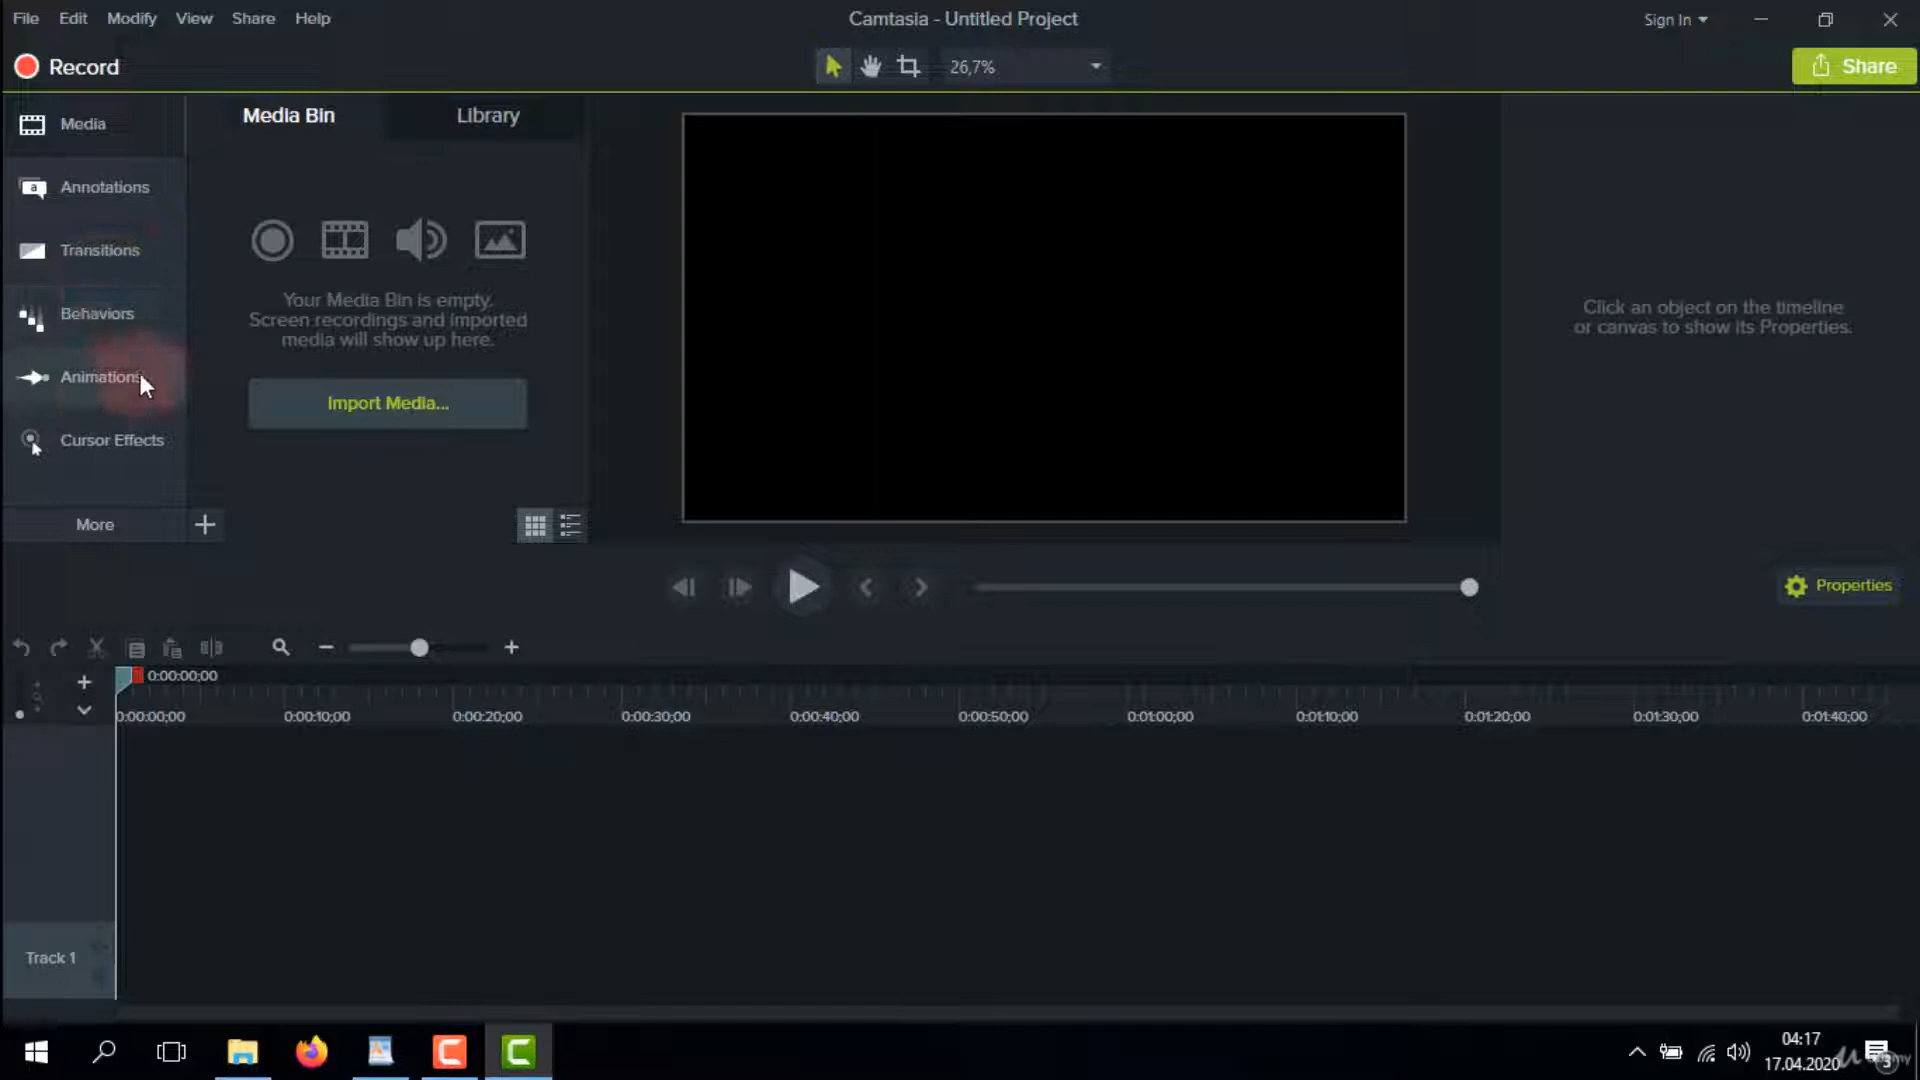 File Edit Modify View Share Help
Camtasia - Untitled Project
Sign In
Record
26,7%
Share
Media
Media Bin
Library
Annotations
Transitions
Behaviors
Animations
Cursor Effects
Your Media Bin is empty.
Screen recordings and imported
media will show up here.
Import Media...
Click an object on the timeline
or canvas to show its Properties.
More
Properties
0:00:00;00
0:00:00;00 0:00:10;00 0:00:20;00 0:00:30;00 0:00:40;00 0:00:50;00 0:01:00;00 0:01:10;00 0:01:20;00 0:01:30;00 0:01:40;00
Track 1
04:17
17.04.2020
3